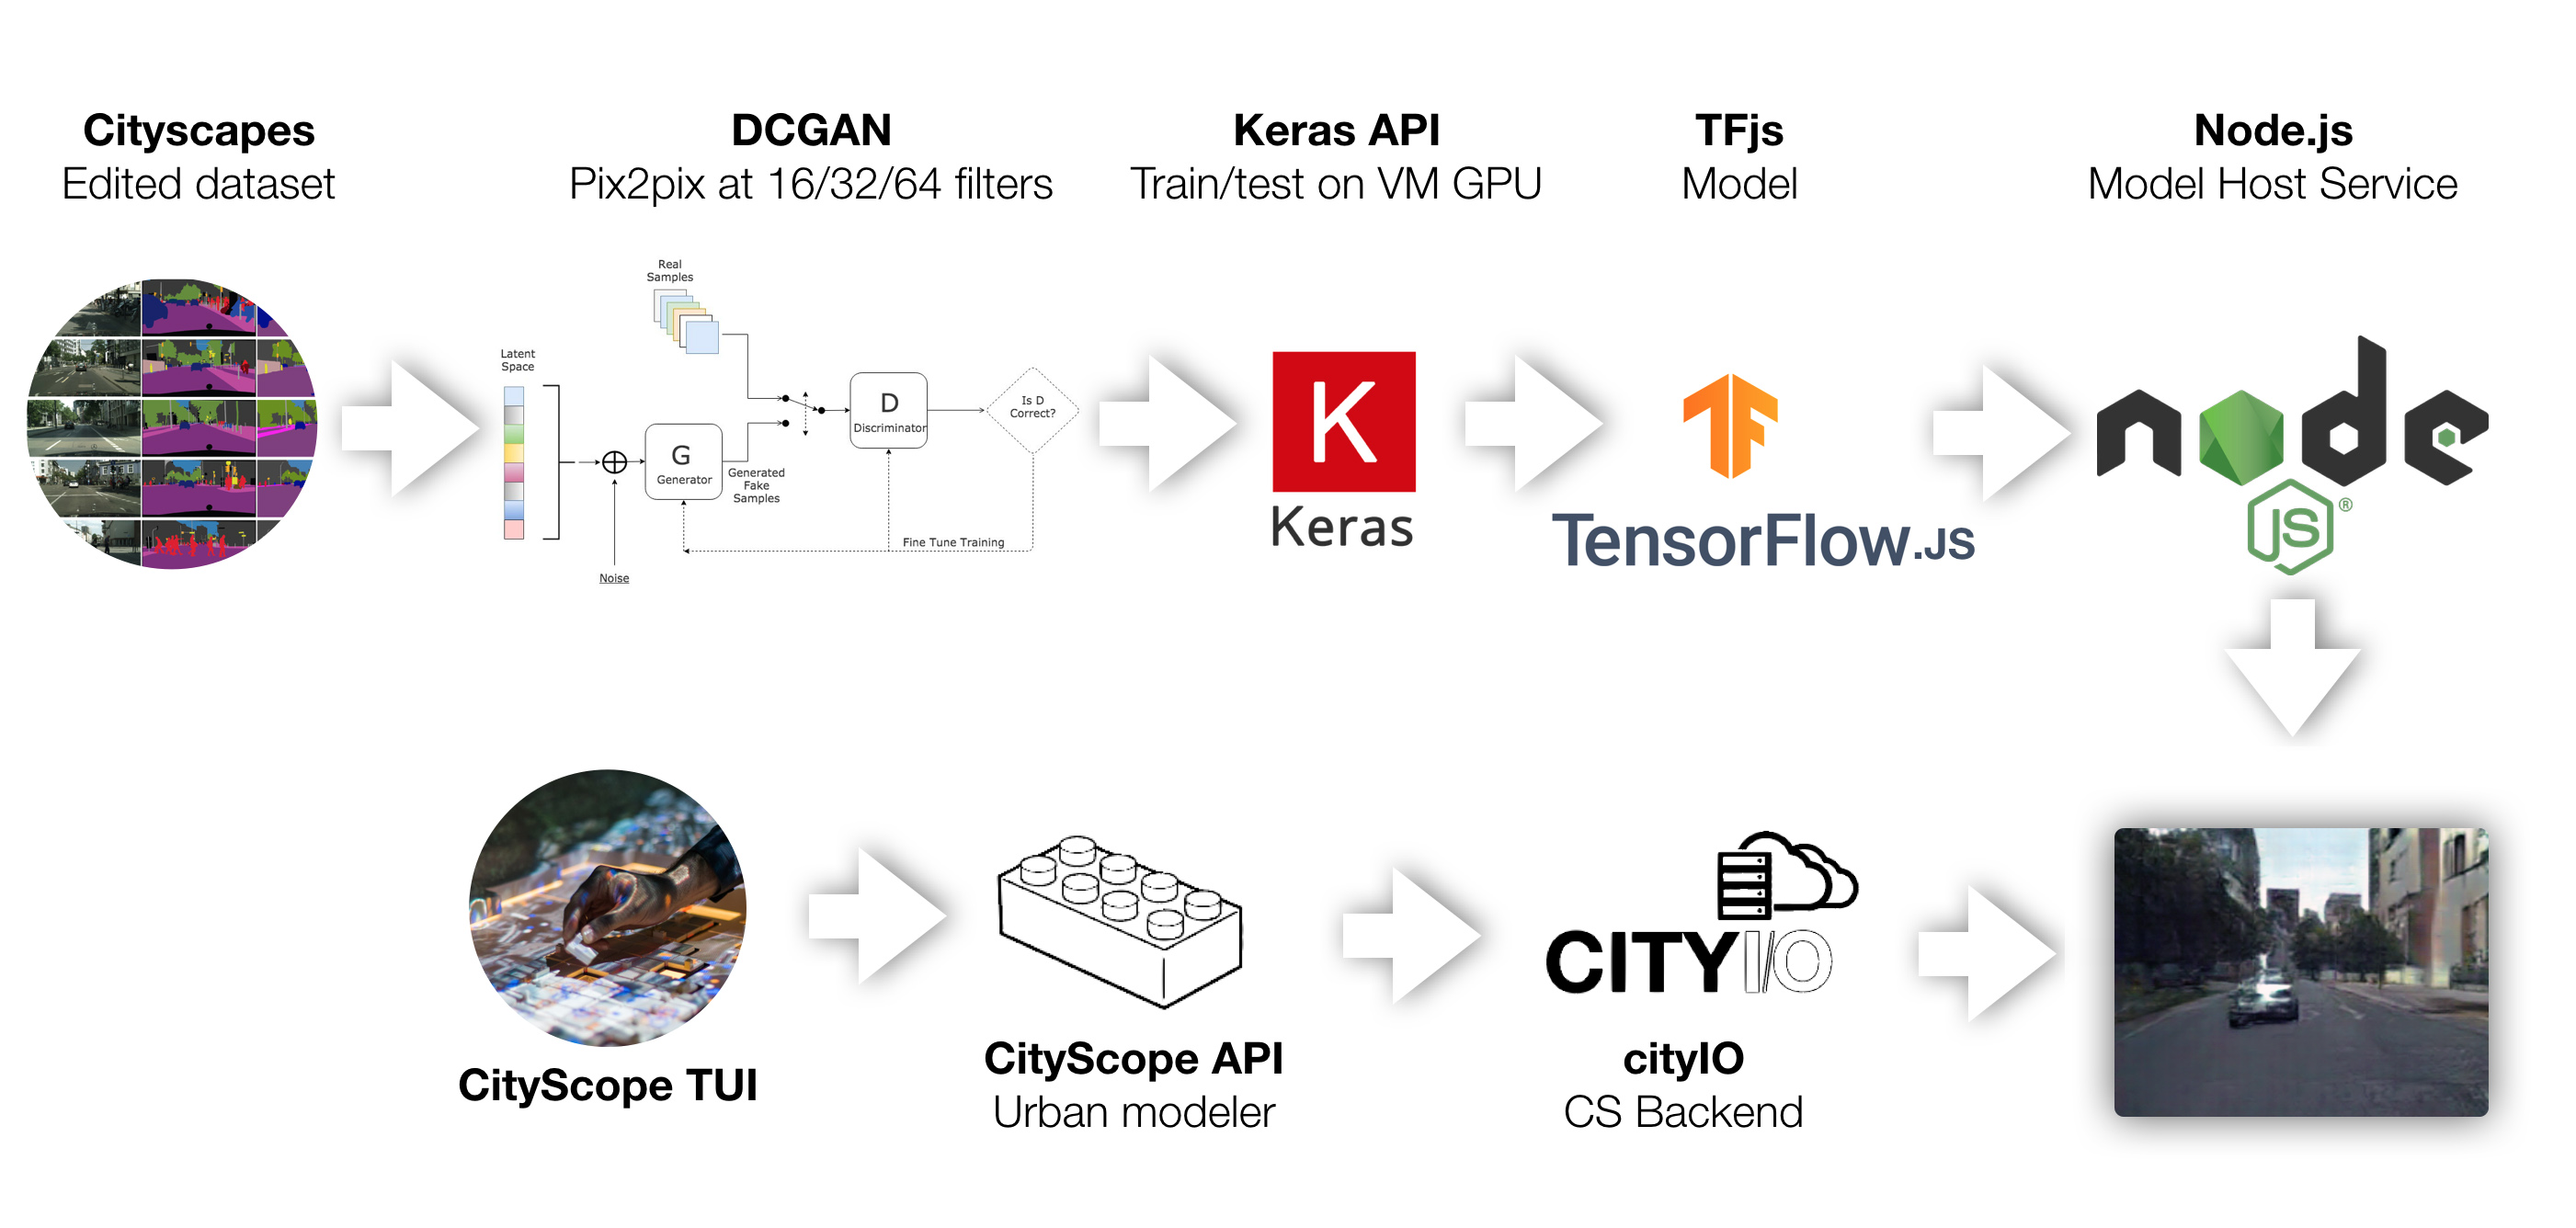 Cityscapes
Edited dataset
DCGAN
Pix2pix at 16/32/64 filters
Keras API
Train/test on VM GPU
TFjs
Model
Node.js
Model Host Service
Real
Samples
Latent
Space
D
Discriminator
Is D
Correct?
G
Generator
Generated
Fake
Samples
Fine Tune Training
Noise
K
Keras
TF
TensorFlow.JS
node
JS®
CITYI/O
CityScope TUI
CityScope API
Urban modeler
cityIO
CS Backend